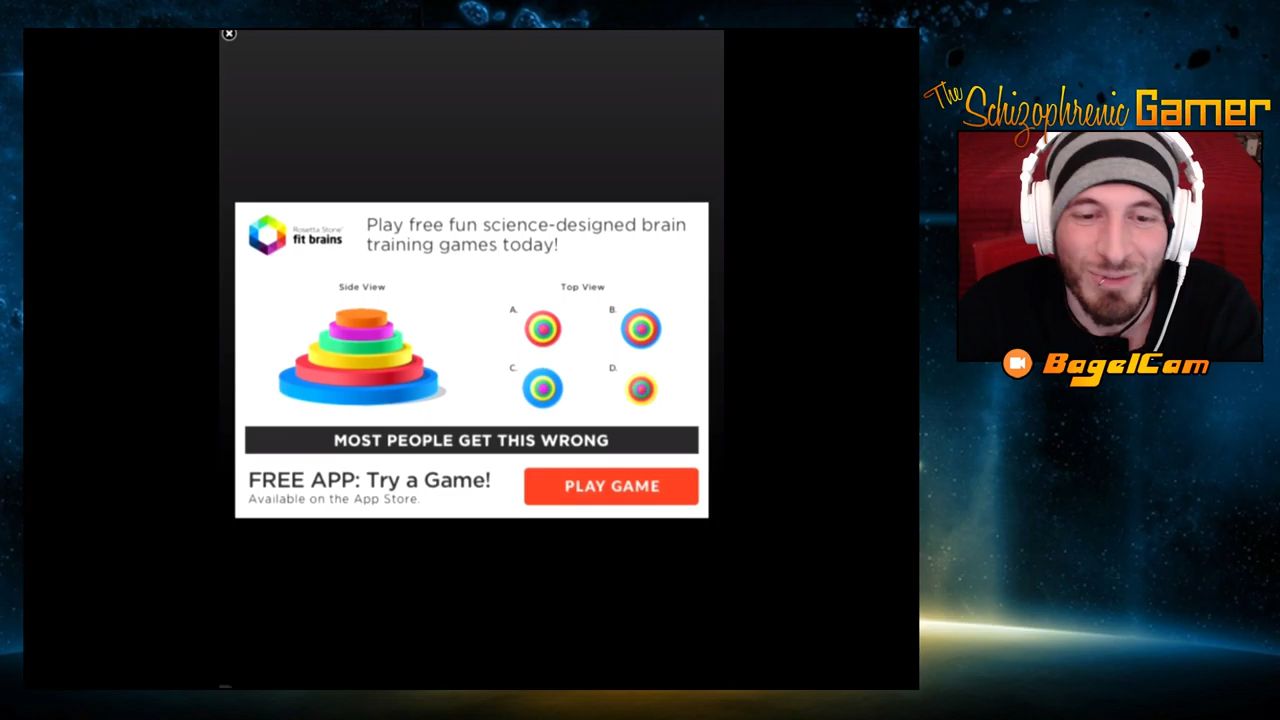 The Schizophrenic Gamer
Rosetta Stone
fit brains
Play free fun science-designed brain
training games today!
Side View
Top View
A.
B.
C.
D.
MOST PEOPLE GET THIS WRONG
FREE APP: Try a Game!
Available on the App Store.
PLAY GAME
BagelCam